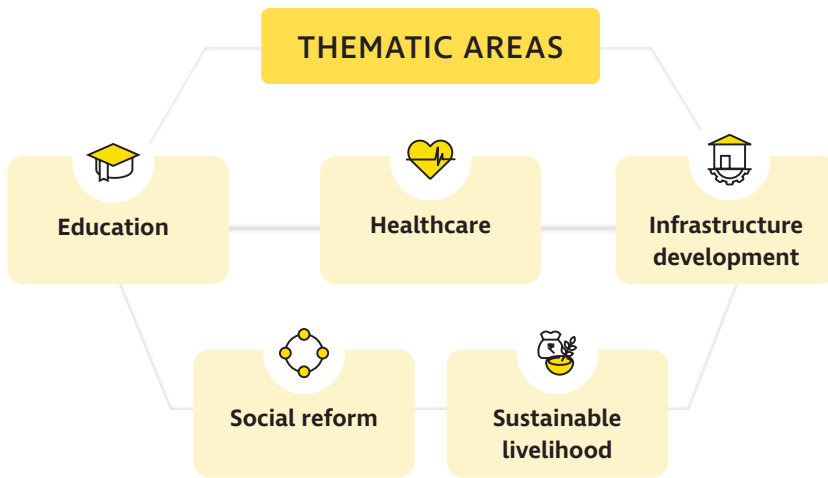 THEMATIC AREAS
Education
Healthcare
Infrastructure
development
Social reform
₹
Sustainable
livelihood